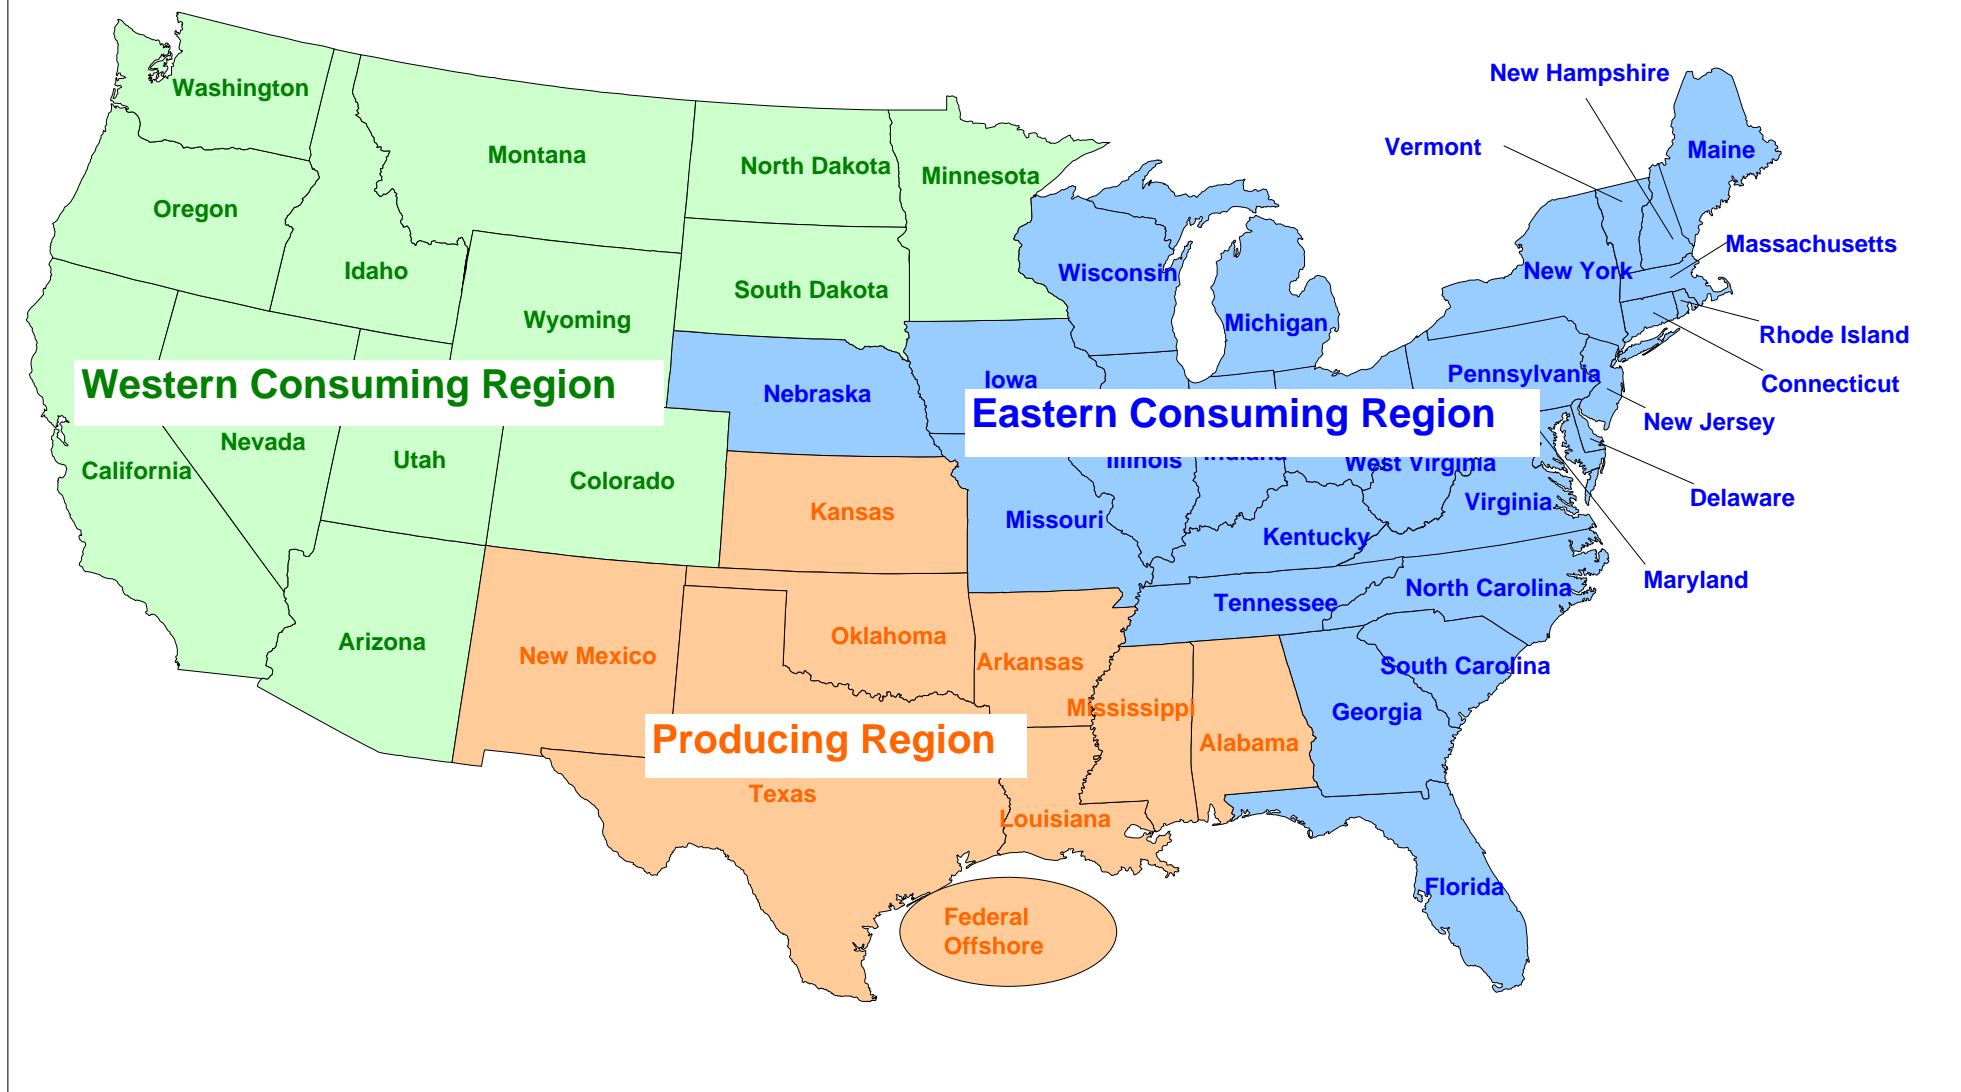 New Hampshire
Washington
Vermont
Maine
Montana
North Dakota
Minnesota
Oregon
Massachusetts
Idaho
New York
Wisconsin
South Dakota
Wyoming
Michigan
Rhode Island
Western Consuming Region
Nebraska
Iowa
Pennsylvania
Connecticut
Eastern Consuming Region
New Jersey
Nevada
California
Utah
Colorado
Illinois
Indiana
West Virginia
Virginia
Delaware
Kansas
Missouri
Kentucky
Maryland
North Carolina
Tennessee
Arizona
New Mexico
Oklahoma
Arkansas
South Carolina
Mississippi
Georgia
Producing Region
Alabama
Texas
Louisiana
Florida
Federal
Offshore